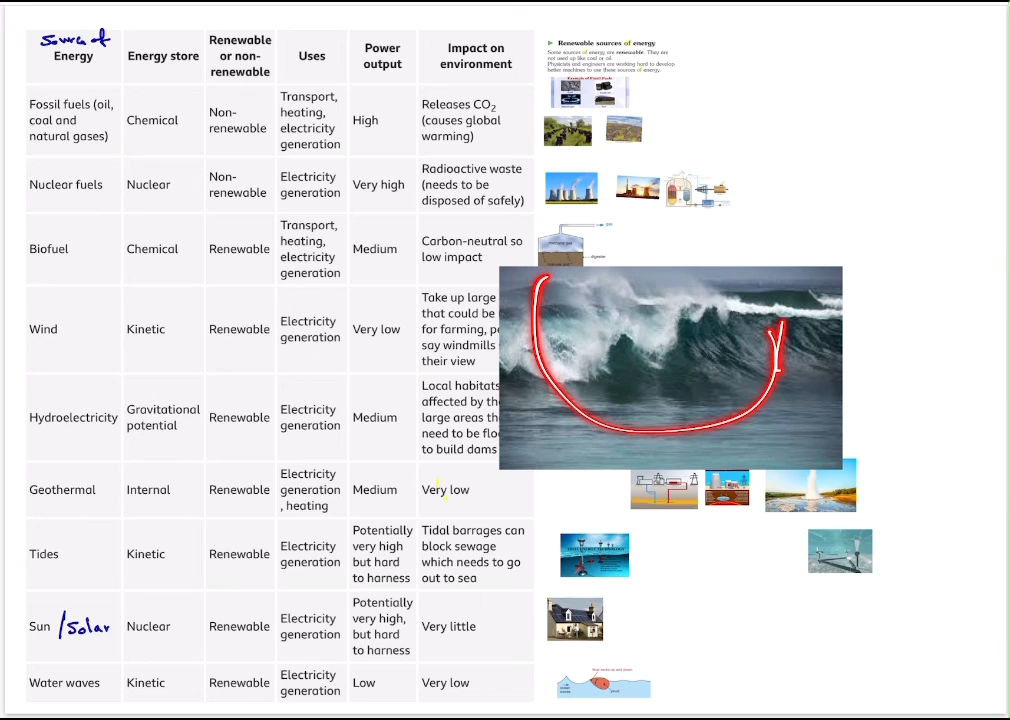 Source of
Energy
Energy store
Renewable
or non-
renewable
Uses
Power
output
Impact on
environment
Fossil fuels (oil,
coal and
natural gases)
Chemical
Non-
renewable
Transport,
heating,
electricity
generation
High
Releases CO2
(causes global
warming)
Nuclear fuels
Nuclear
Non-
renewable
Electricity
generation
Very high
Radioactive waste
(needs to be
disposed of safely)
Biofuel
Chemical
Renewable
Transport,
heating,
electricity
generation
Medium
Carbon-neutral so
low impact
Wind
Kinetic
Renewable
Electricity
generation
Very low
Take up large
that could be
for farming,
say windmills
their view
Hydroelectricity
Gravitational
potential
Renewable
Electricity
generation
Medium
Local habitats
affected by
large areas
need to be
to build dams
Geothermal
Internal
Renewable
Electricity
generation
, heating
Medium
Very low
Tides
Kinetic
Renewable
Electricity
generation
Potentially
very high
but hard
to harness
Tidal barrages can
block sewage
which needs to go
out to sea
Sun /Solar
Nuclear
Renewable
Electricity
generation
Potentially
very high,
but hard
to harness
Very little
Water waves
Kinetic
Renewable
Electricity
generation
Low
Very low
Renewable sources of energy
Some sources of energy are renewable. They are
not used up like coal or oil.
Physicists and engineers are working hard to develop
better machines to use these sources of energy.
gas
digester